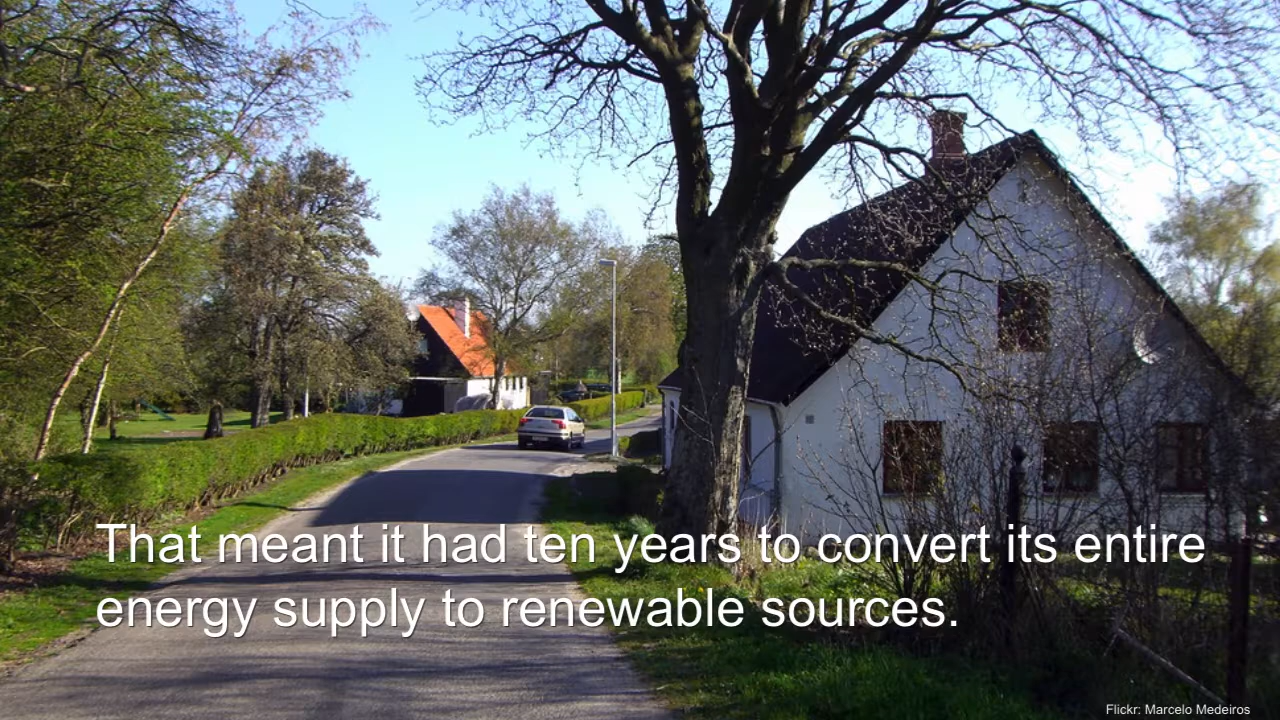 That meant it had ten years to convert its entire
energy supply to renewable sources.
Flickr: Marcelo Medeiros